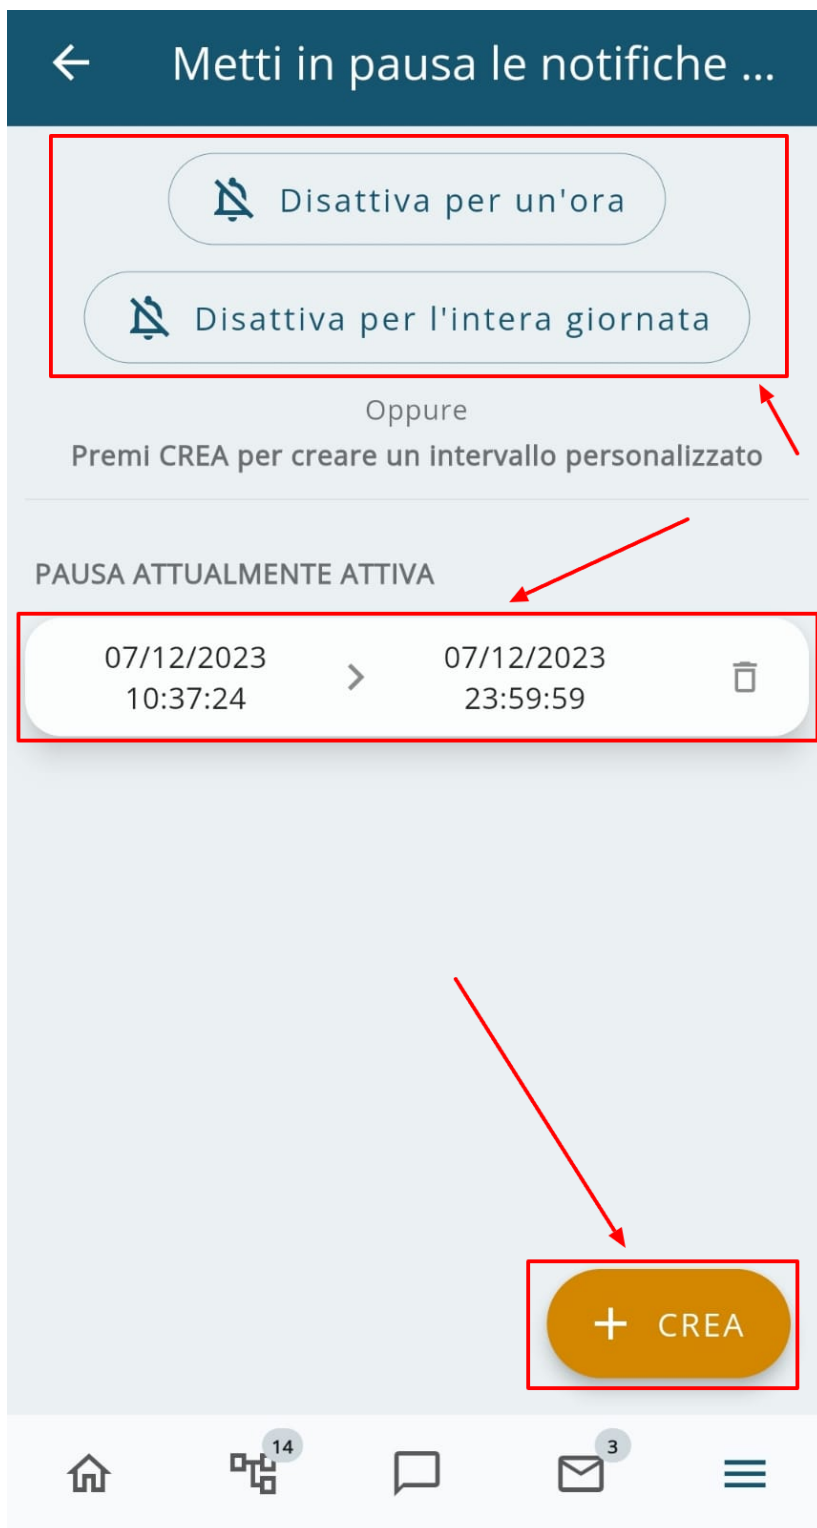 Metti in pausa le notifiche ...
Disattiva per un'ora
Disattiva per l'intera giornata
Oppure
Premi CREA per creare un intervallo personalizzato
PAUSA ATTUALMENTE ATTIVA
07/12/2023
10:37:24
07/12/2023
23:59:59
+ CREA
14
3